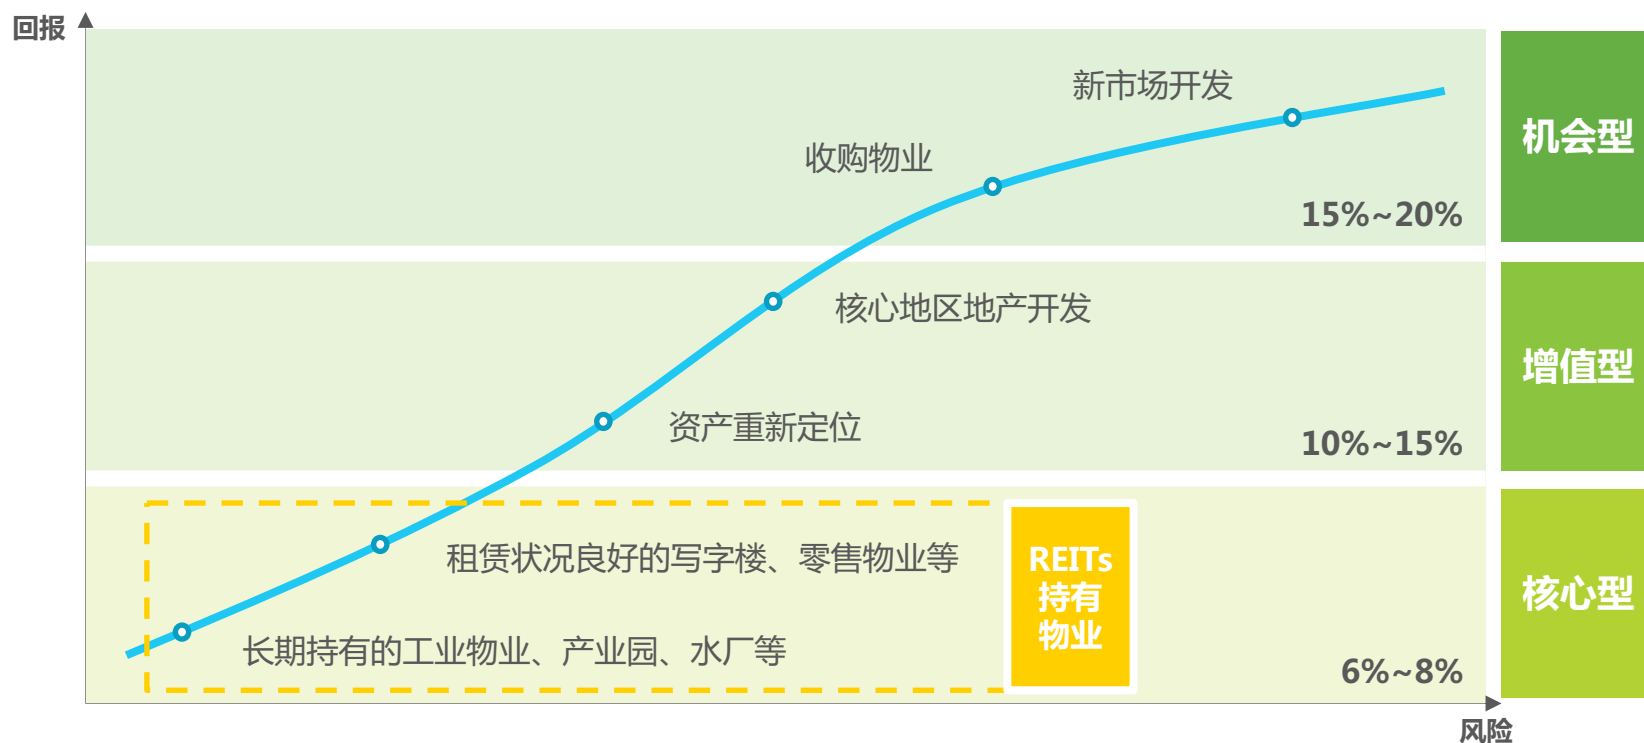 回报
新市场开发
机会型
收购物业
15%~20%
核心地区地产开发
增值型
资产重新定位
10%~15%
租赁状况良好的写字楼、零售物业等
REITs
持有
物业
核心型
长期持有的工业物业、产业园、水厂等
6%~8%
风险